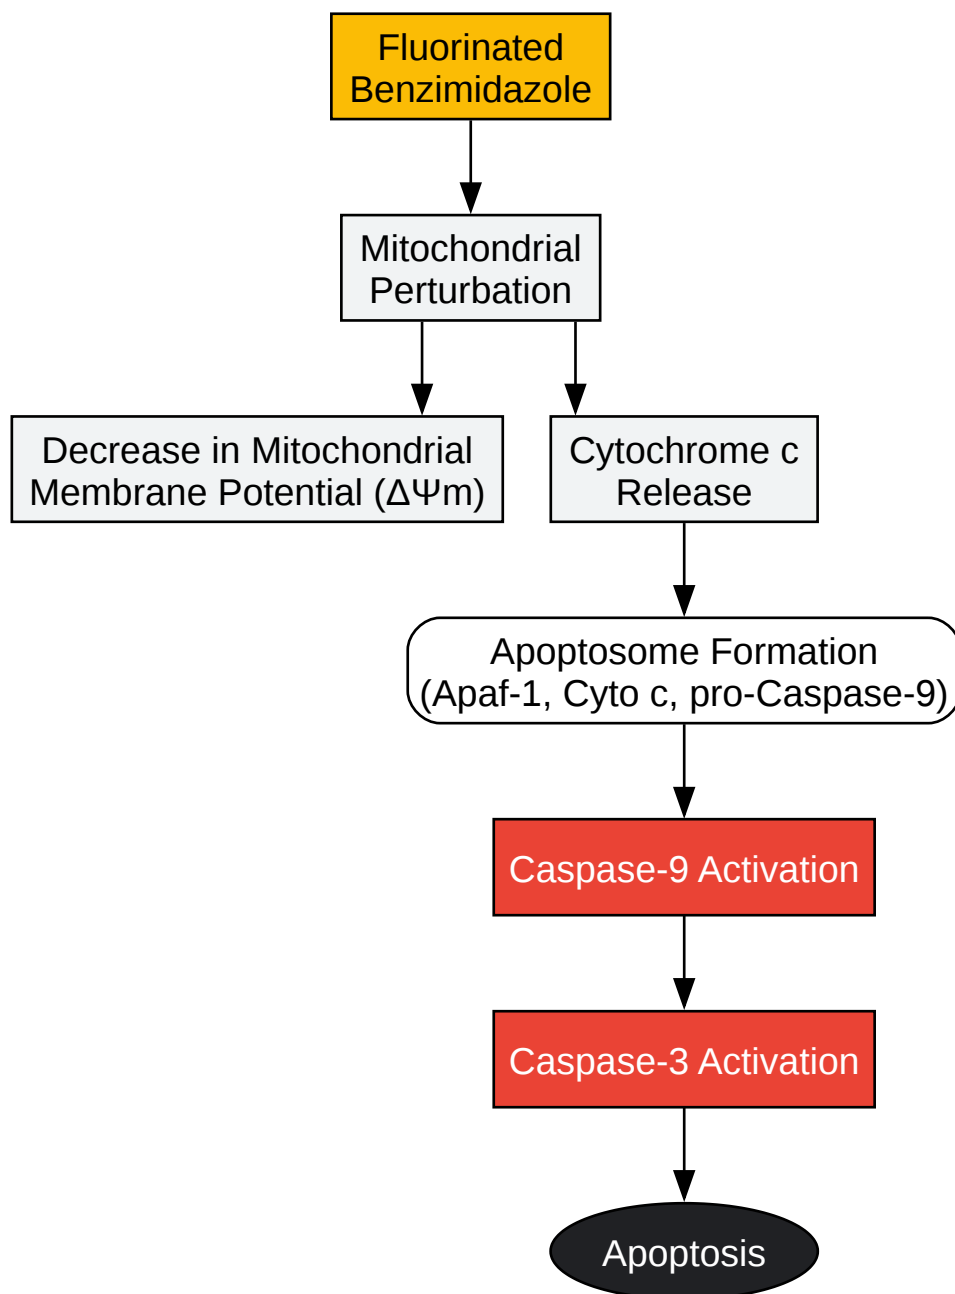 Fluorinated
Benzimidazole
Mitochondrial
Perturbation
Decrease in Mitochondrial
Membrane Potential (ΔΨm)
Cytochrome c
Release
Apoptosome Formation
(Apaf-1, Cyto c, pro-Caspase-9)
Caspase-9 Activation
Caspase-3 Activation
Apoptosis